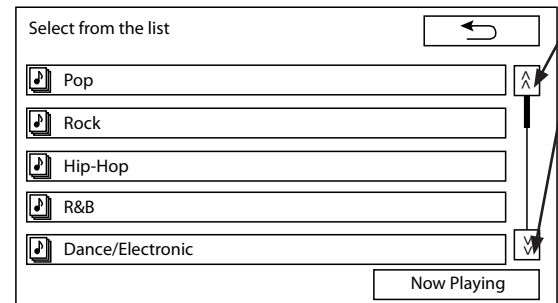 Select from the list
Pop
Rock
Hip-Hop
R&B
Dance/Electronic
Now Playing